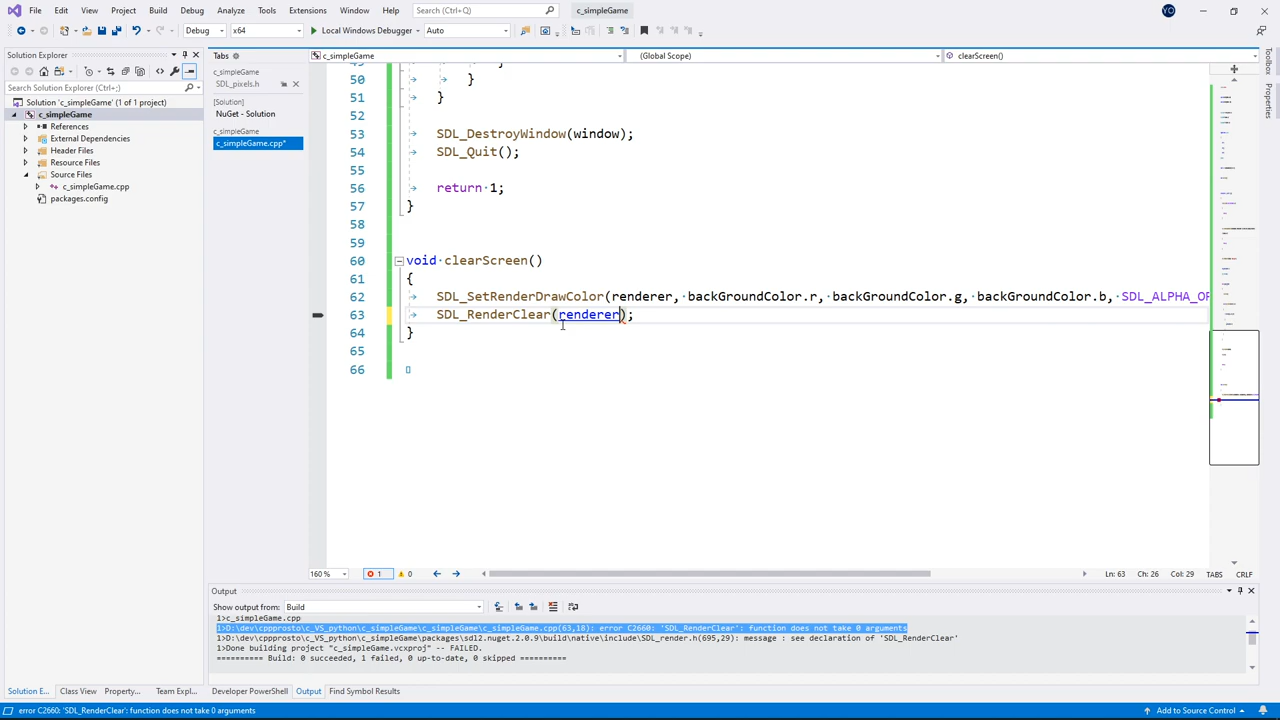 File Edit View Project Build Debug Analyze Tools Extensions Window Help Search (Ctrl+Q) c_simpleGame YO
Debug x64 Local Windows Debugger Auto
Solution Explorer
Search Solution Explorer (Ctrl+;)
Solution 'c_simpleGame' (1 of 1 project)
c_simpleGame
References
External Dependencies
Header Files
Resource Files
Source Files
c_simpleGame.cpp
packages.config
Tabs
c_simpleGame
SDL_pixels.h
[Solution]
NuGet - Solution
c_simpleGame
c_simpleGame.cpp*
c_simpleGame (Global Scope) clearScreen()
50 }
51 }
52
53 SDL_DestroyWindow(window);
54 SDL_Quit();
55
56 return 1;
57 }
58
59
60 void clearScreen()
61 {
62 SDL_SetRenderDrawColor(renderer, backGroundColor.r, backGroundColor.g, backGroundColor.b, SDL_ALPHA_OP
63 SDL_RenderClear(renderer);
64 }
65
66
Toolbox
Properties
160 % 1 0 Ln: 63 Ch: 26 Col: 29 TABS CRLF
Output
Show output from: Build
1>c_simpleGame.cpp
1>D:\dev\cppprosto\c_VS_python\c_simpleGame\c_simpleGame\c_simpleGame.cpp(63,18): error C2660: 'SDL_RenderClear': function does not take 0 arguments
1>D:\dev\cppprosto\c_VS_python\c_simpleGame\packages\sdl2.nuget.2.0.9\build\native\include\SDL_render.h(695,29): message : see declaration of 'SDL_RenderClear'
1>Done building project "c_simpleGame.vcxproj" -- FAILED.
========== Build: 0 succeeded, 1 failed, 0 up-to-date, 0 skipped ==========
Solution E... Class View Property... Team Expl... Developer PowerShell Output Find Symbol Results
error C2660: 'SDL_RenderClear': function does not take 0 arguments Add to Source Control